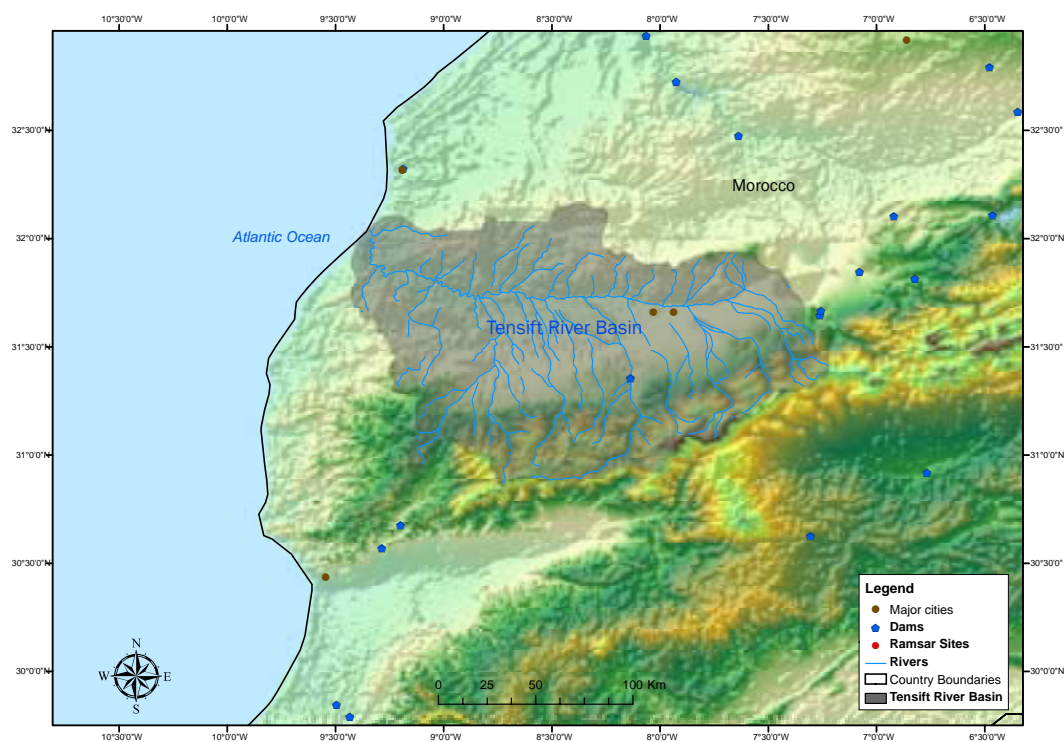 10°30'0"W 10°0'0"W 9°30'0"W 9°0'0"W 8°30'0"W 8°0'0"W 7°30'0"W 7°0'0"W 6°30'0"W
32°30'0"N 32°30'0"
Morocco
Atlantic Ocean
32°0'0"N 32°0'0"N
Tensift River Basin
31°30'0"N 31°30'0"N
31°0'0"N 31°0'0"N
30°30'0"N 30°30'0"N
Legend
Major cities
Dams
Ramsar Sites
Rivers
Country Boundaries
Tensift River Basin
N
W E
S
30°0'0"N 30°0'0"N
0 25 50 100 Km
10°30'0"W 10°0'0"W 9°30'0"W 9°0'0"W 8°30'0"W 8°0'0"W 7°30'0"W 7°0'0"W 6°30'0"W